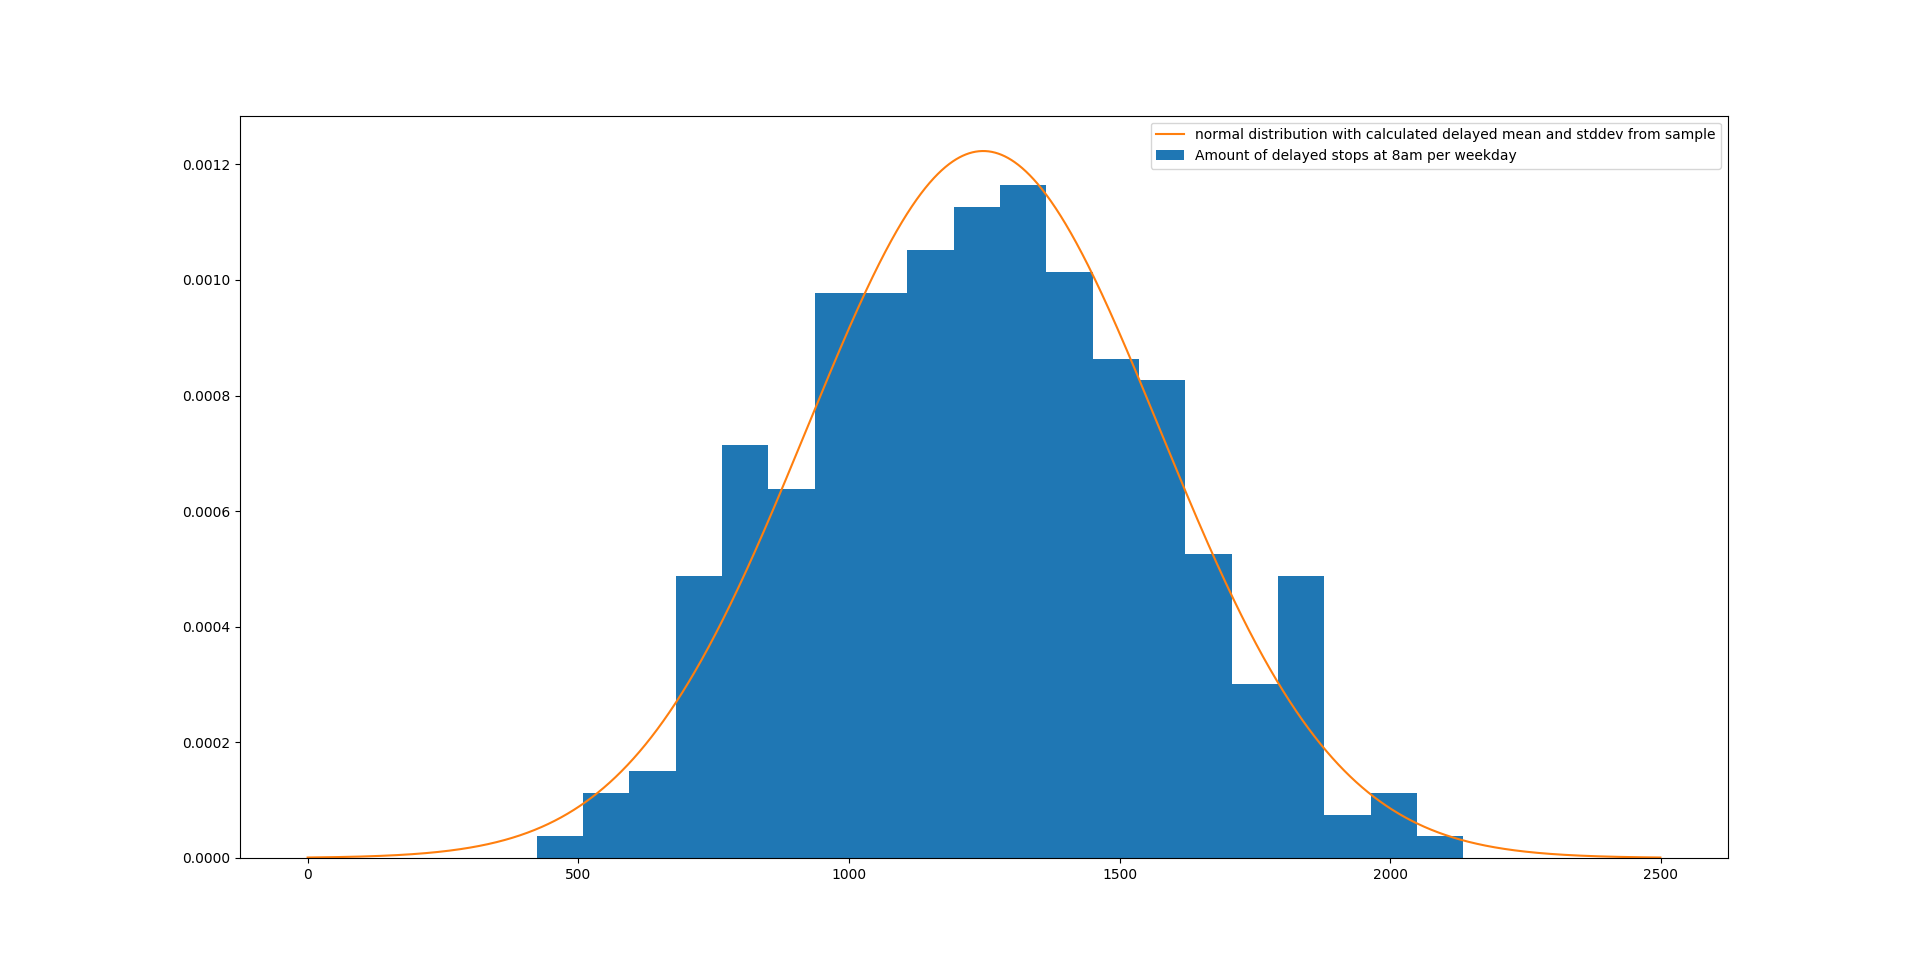 normal distribution with calculated delayed mean and stddev from sample
Amount of delayed stops at 8am per weekday
0.0012
0.0010
0.0008
0.0006
0.0004
0.0002
0.0000
0 500 1000 1500 2000 2500